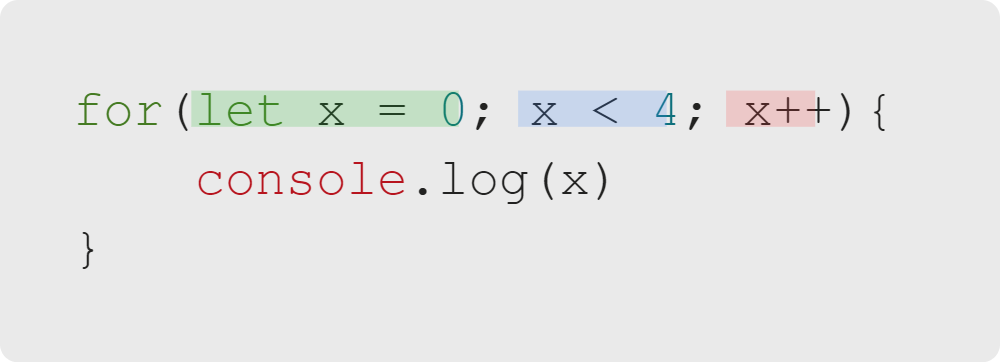 for(let x = 0; x < 4; x++){
    console.log(x)
}